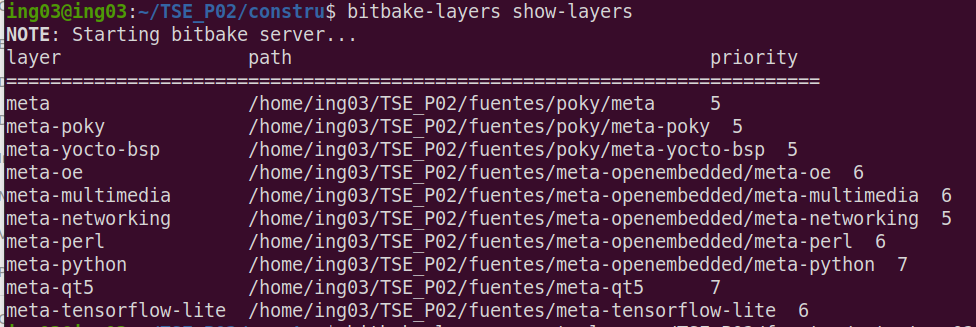 ing03@ing03:~/TSE_P02/constru$ bitbake-layers show-layers
NOTE: Starting bitbake server...
layer                 path                                      priority
==========================================================================
meta                  /home/ing03/TSE_P02/fuentes/poky/meta     5
meta-poky             /home/ing03/TSE_P02/fuentes/poky/meta-poky  5
meta-yocto-bsp        /home/ing03/TSE_P02/fuentes/poky/meta-yocto-bsp  5
meta-oe               /home/ing03/TSE_P02/fuentes/meta-openembedded/meta-oe  6
meta-multimedia       /home/ing03/TSE_P02/fuentes/meta-openembedded/meta-multimedia  6
meta-networking       /home/ing03/TSE_P02/fuentes/meta-openembedded/meta-networking  5
meta-perl             /home/ing03/TSE_P02/fuentes/meta-openembedded/meta-perl  6
meta-python           /home/ing03/TSE_P02/fuentes/meta-openembedded/meta-python  7
meta-qt5              /home/ing03/TSE_P02/fuentes/meta-qt5      7
meta-tensorflow-lite  /home/ing03/TSE_P02/fuentes/meta-tensorflow-lite  6